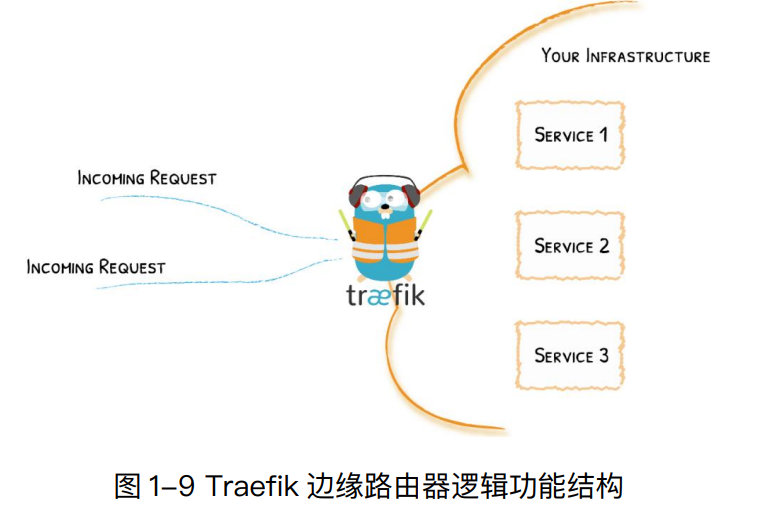 Your Infrastructure
Service 1
Incoming Request
Service 2
Incoming Request
træfik
Service 3
图 1-9 Traefik 边缘路由器逻辑功能结构